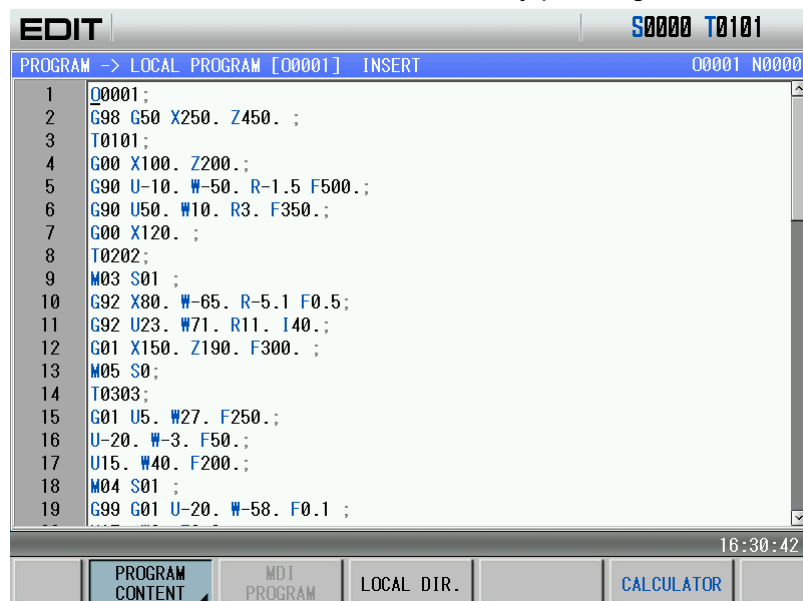 EDIT S0000 T0101
PROGRAM -> LOCAL PROGRAM [O0001] INSERT O0001 N0000
1 O0001;
2 G98 G50 X250. Z450. ;
3 T0101;
4 G00 X100. Z200.;
5 G90 U-10. W-50. R-1.5 F500.;
6 G90 U50. W10. R3. F350.;
7 G00 X120. ;
8 T0202;
9 M03 S01 ;
10 G92 X80. W-65. R-5.1 F0.5;
11 G92 U23. W71. R11. I40.;
12 G01 X150. Z190. F300. ;
13 M05 S0;
14 T0303;
15 G01 U5. W27. F250.;
16 U-20. W-3. F50.;
17 U15. W40. F200.;
18 M04 S01 ;
19 G99 G01 U-20. W-58. F0.1 ;
16:30:42
PROGRAM CONTENT
MDI PROGRAM
LOCAL DIR.
CALCULATOR